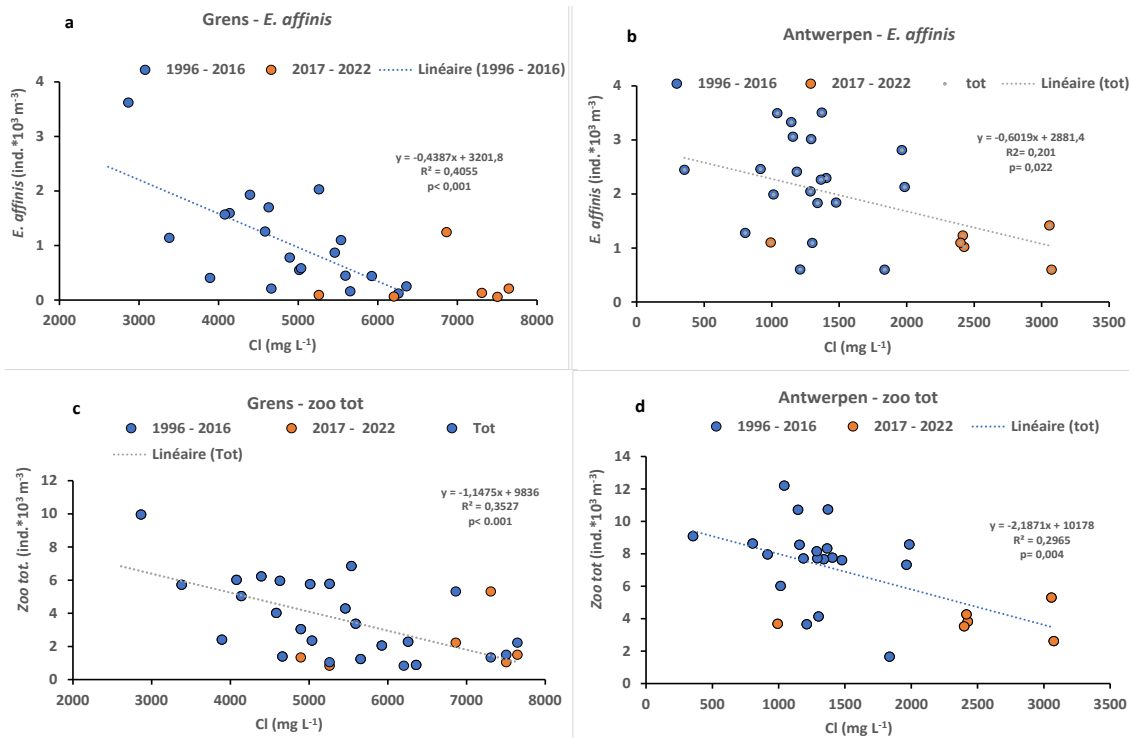 a
Grens - E. affinis
1996 - 2016
2017 - 2022
Linéaire (1996 - 2016)
E. affinis (ind.*10³ m⁻³)
4
3
2
1
0
y = -0,4387x + 3201,8
R² = 0,4055
p< 0,001
2000
3000
4000
5000
6000
7000
8000
Cl (mg L⁻¹)
b
Antwerpen - E. affinis
1996 - 2016
2017 - 2022
tot
Linéaire (tot)
E. affinis (ind.*10³ m⁻³)
4
3
2
1
0
y = -0,6019x + 2881,4
R2= 0,201
p= 0,022
0
500
1000
1500
2000
2500
3000
3500
Cl (mg L⁻¹)
c
Grens - zoo tot
1996 - 2016
2017 - 2022
Tot
Linéaire (Tot)
Zoo tot. (ind.*10³ m⁻³)
12
10
8
6
4
2
0
y = -1,1475x + 9836
R² = 0,3527
p< 0.001
2000
3000
4000
5000
6000
7000
8000
Cl (mg L⁻¹)
d
Antwerpen - zoo tot
1996 - 2016
2017 - 2022
Linéaire (tot)
Zoo tot (ind.*10³ m⁻³)
14
12
10
8
6
4
2
0
y = -2,1871x + 10178
R² = 0,2965
p= 0,004
0
500
1000
1500
2000
2500
3000
3500
Cl (mg L⁻¹)